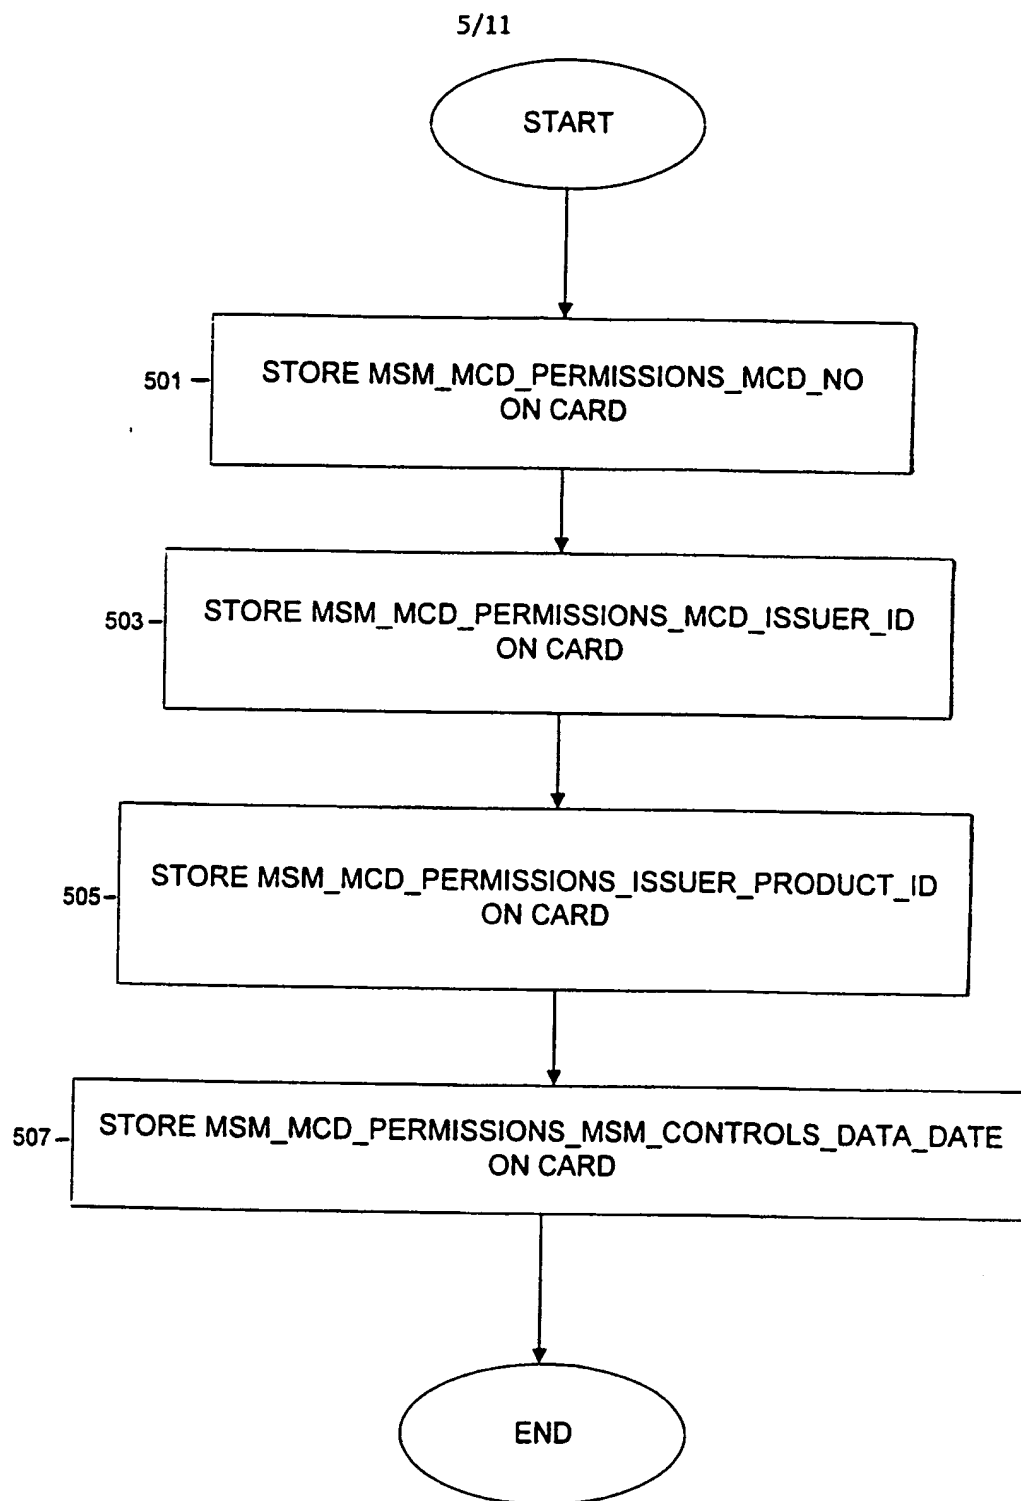 5/11
START
501
STORE MSM_MCD_PERMISSIONS_MCD_NO
ON CARD
503
STORE MSM_MCD_PERMISSIONS_MCD_ISSUER_ID
ON CARD
505
STORE MSM_MCD_PERMISSIONS_ISSUER_PRODUCT_ID
ON CARD
507
STORE MSM_MCD_PERMISSIONS_MSM_CONTROLS_DATA_DATE
ON CARD
END